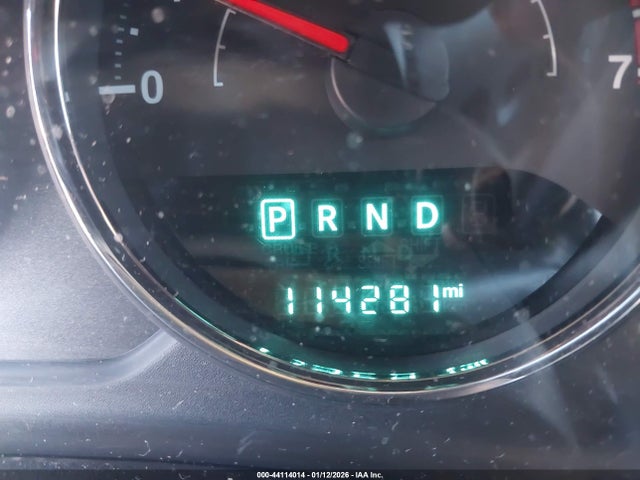 0
7
P R N D
114281 mi
000-44114014 - 01/12/2026 - IAA Inc.